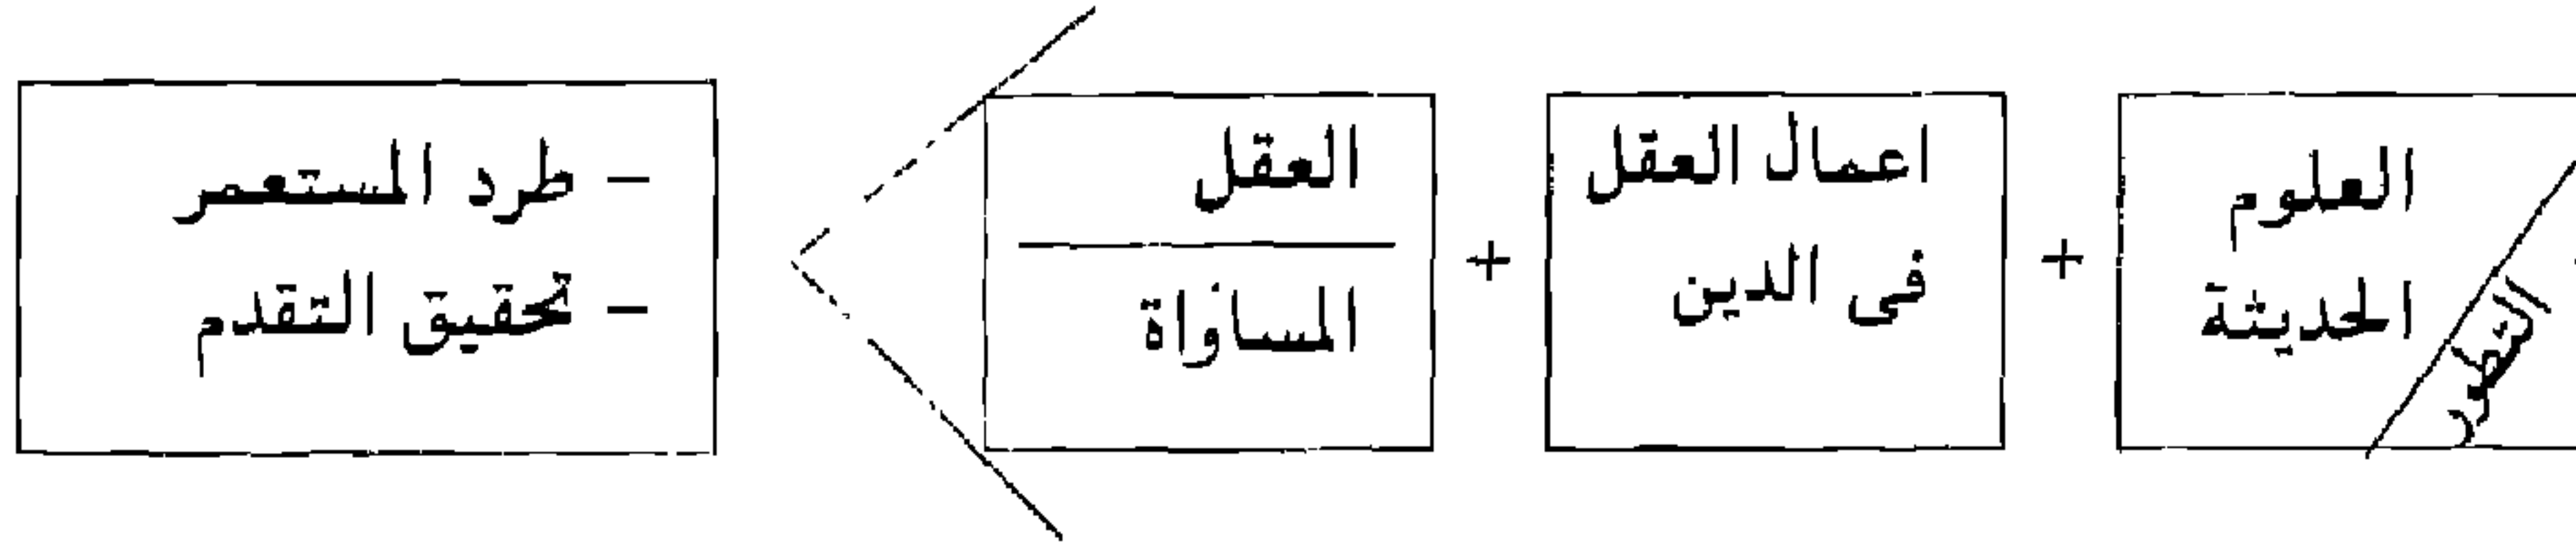 العلوم
الحديثة
التطور
+
اعمال العقل
فى الدين
+
العقل
المساواة
- طرد المستعمر
- تحقيق التقدم